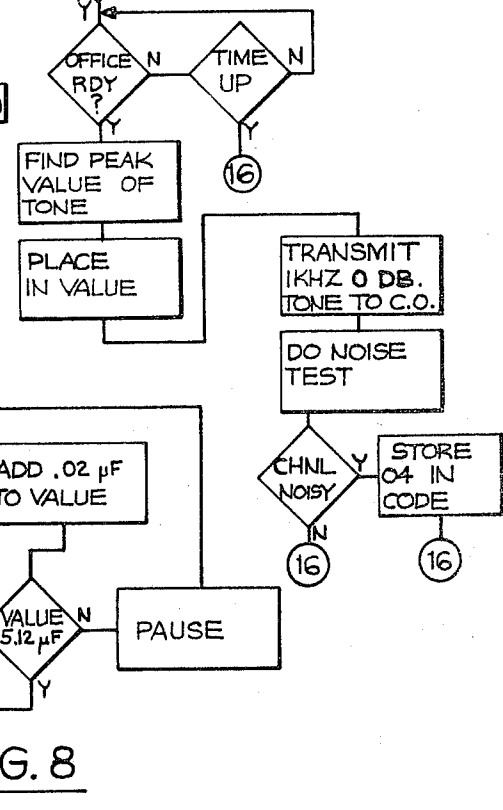 Y
OFFICE
RDY
?
N
Y
TIME
UP
N
Y
16
FIND PEAK
VALUE OF
TONE
PLACE
IN VALUE
TRANSMIT
1KHZ 0 DB.
TONE TO C.O.
DO NOISE
TEST
CHNL
NOISY
Y
N
16
STORE
04 IN
CODE
16
ADD .02 µF
TO VALUE
VALUE
5.12 µF
N
Y
PAUSE
G. 8